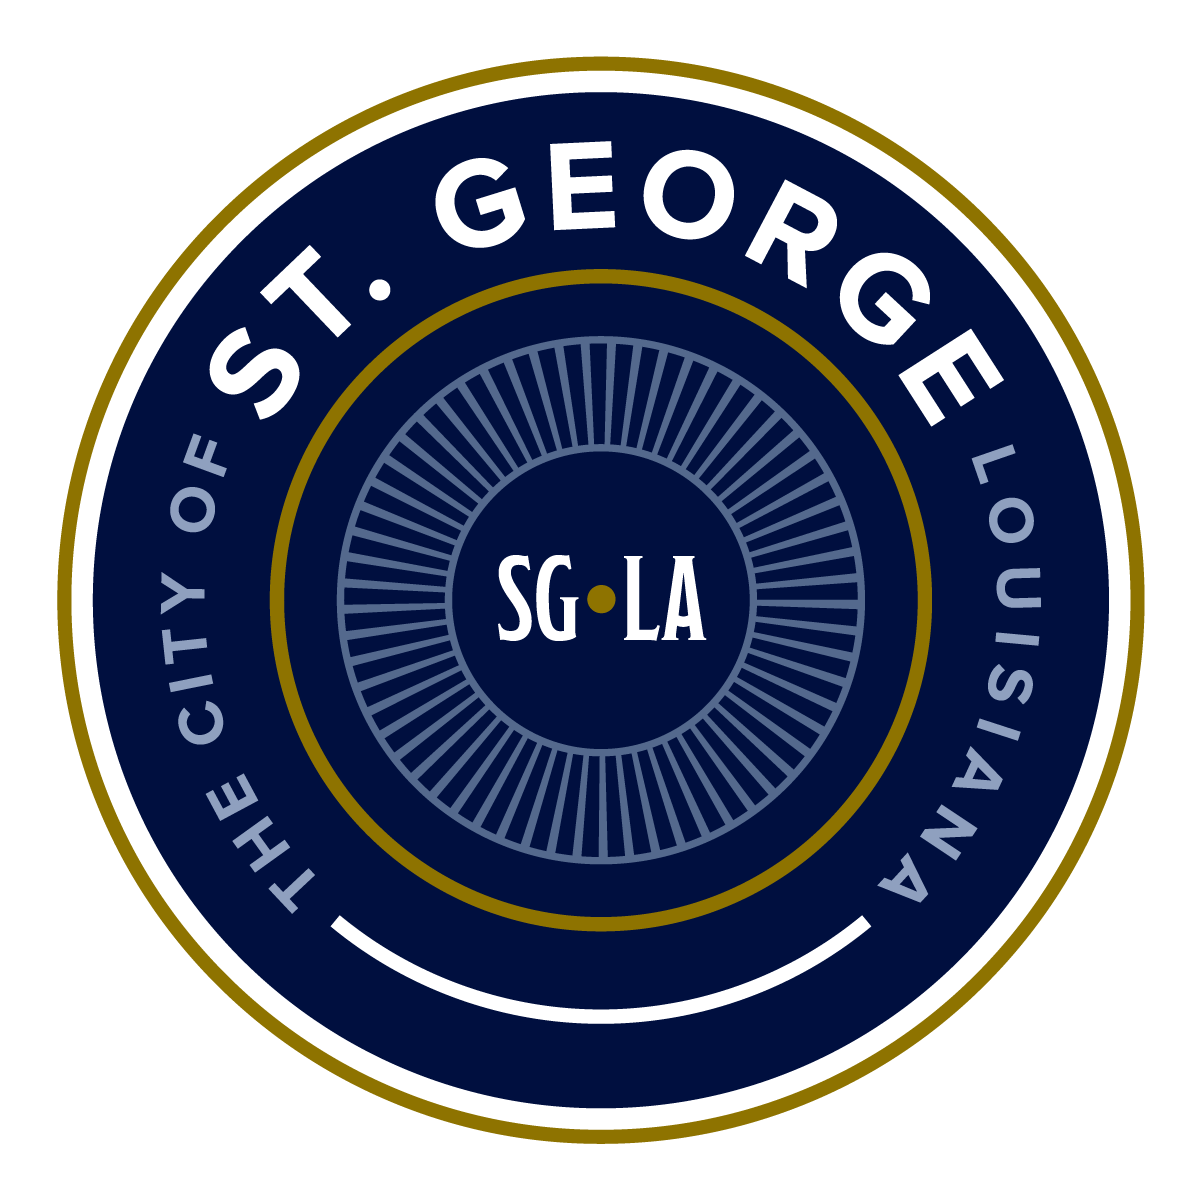 THE CITY OF
ST. GEORGE
LOUISIANA
SG•LA